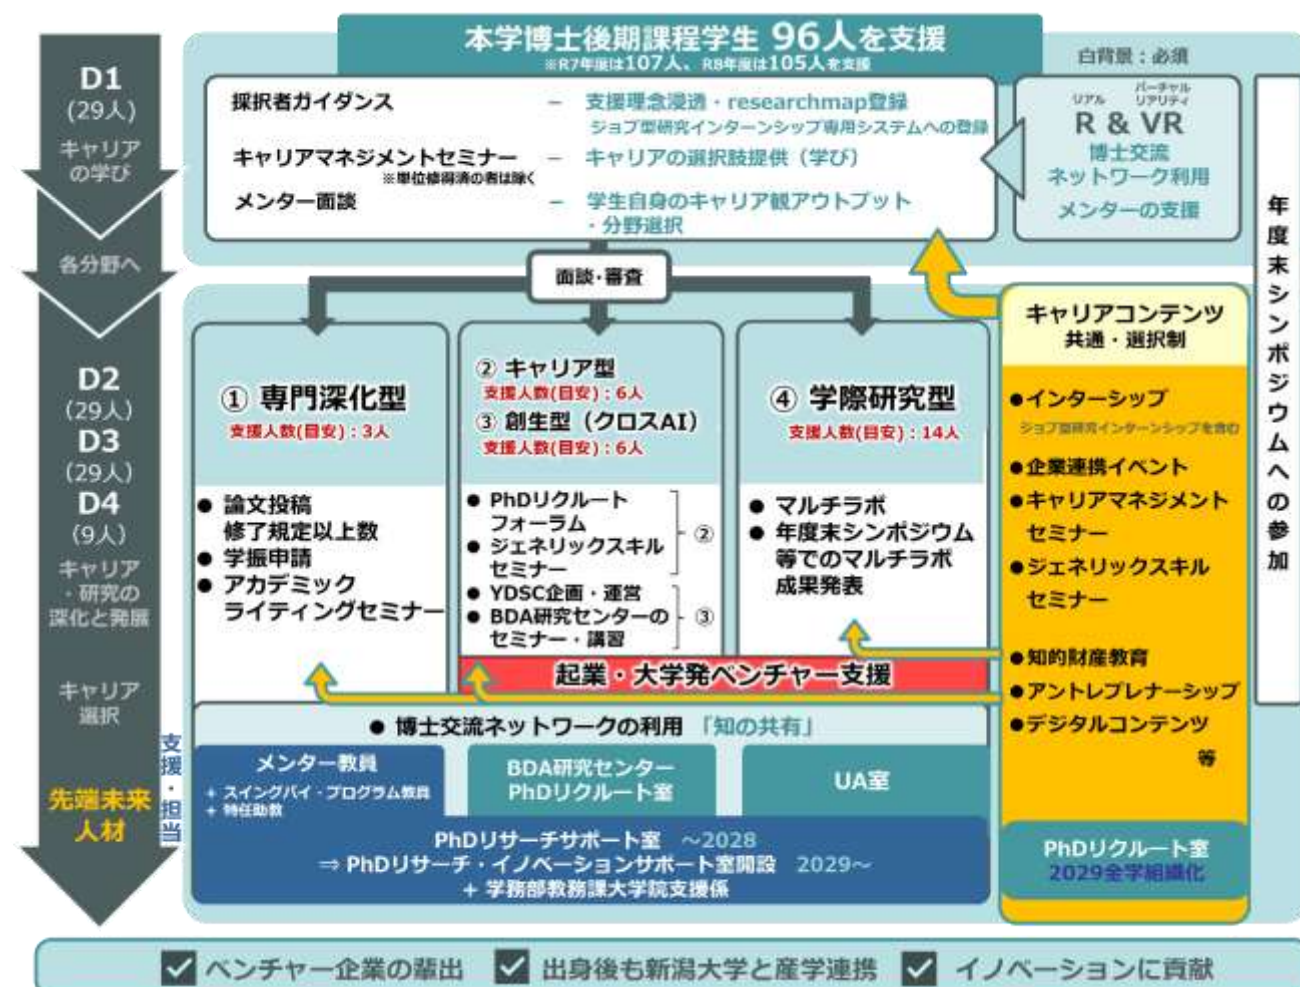 本学博士後期課程学生 96人を支援
※R7年度は107人、R8年度は105人を支援
白背景：必須
D1
(29人)
キャリア
の学び
各分野へ
D2
(29人)
D3
(29人)
D4
(9人)
キャリア
・研究の
深化と発展
キャリア
選択
先端未来
人材
採択者ガイダンス － 支援理念浸透・researchmap登録
ジョブ型研究インターンシップ専用システムへの登録
キャリアマネジメントセミナー － キャリアの選択肢提供（学び）
※単位修得済の者は除く
メンター面談 － 学生自身のキャリア観アウトプット
・分野選択
リアル バーチャル
リアリティ
R & VR
博士交流
ネットワーク利用
メンターの支援
年度末シンポジウムへの参加
面談・審査
① 専門深化型
支援人数(目安)：3人
● 論文投稿
修了規定以上数
● 学振申請
● アカデミック
ライティングセミナー
② キャリア型
支援人数(目安)：6人
③ 創生型（クロスAI）
支援人数(目安)：6人
● PhDリクルート
フォーラム
● ジェネリックスキル
セミナー
②
● YDSC企画・運営
● BDA研究センターの
セミナー・講習
③
④ 学際研究型
支援人数(目安)：14人
● マルチラボ
● 年度末シンポジウム
等でのマルチラボ
成果発表
起業・大学発ベンチャー支援
キャリアコンテンツ
共通・選択制
●インターシップ
ジョブ型研究インターンシップを含む
●企業連携イベント
●キャリアマネジメント
セミナー
●ジェネリックスキル
セミナー
●知的財産教育
●アントレプレナーシップ
●デジタルコンテンツ
等
PhDリクルート室
2029全学組織化
支援・担当
● 博士交流ネットワークの利用 「知の共有」
メンター教員
+ スイングバイ・プログラム教員
+ 特任助教
BDA研究センター
PhDリクルート室
UA室
PhDリサーチサポート室 ～2028
⇒ PhDリサーチ・イノベーションサポート室開設 2029～
+ 学務部教務課大学院支援係
ベンチャー企業の輩出
出身後も新潟大学と産学連携
イノベーションに貢献